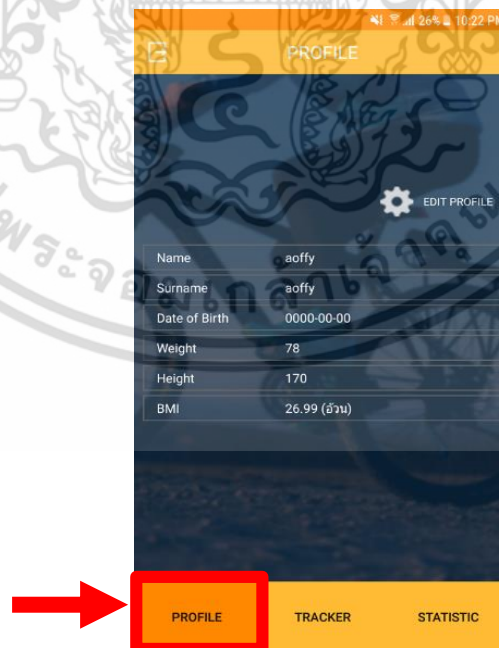 26% 10:22 PM
PROFILE
EDIT PROFILE
Name aoffy
Surname aoffy
Date of Birth 0000-00-00
Weight 78
Height 170
BMI 26.99 (อ้วน)
PROFILE TRACKER STATISTIC